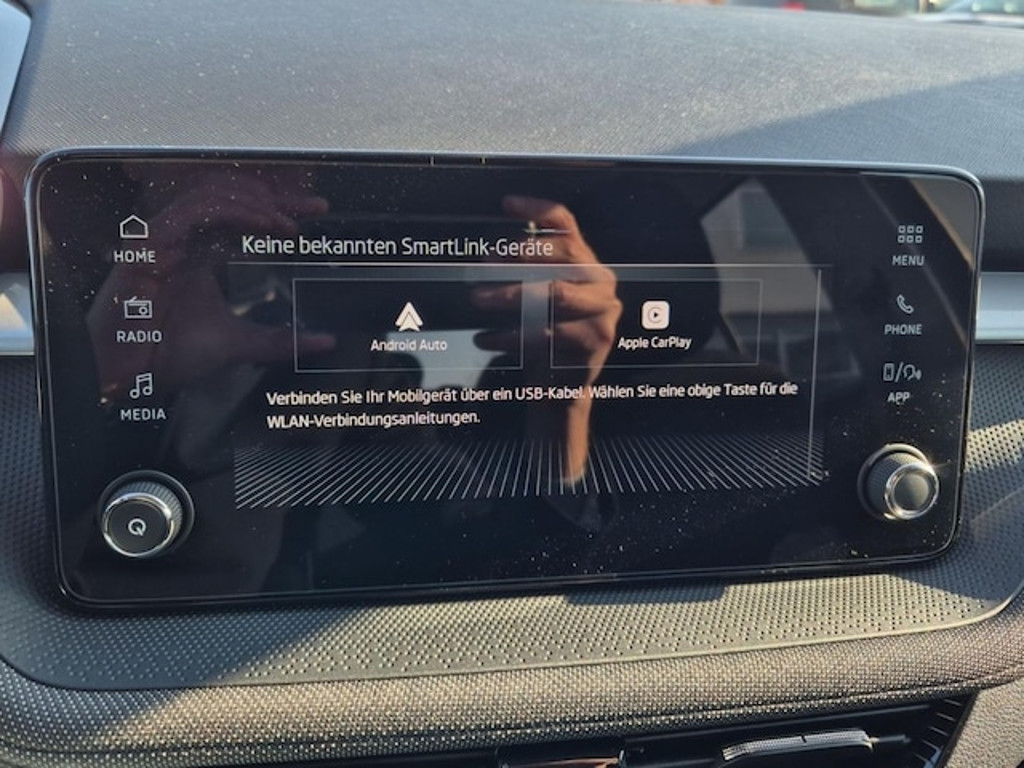 HOME
RADIO
MEDIA
Keine bekannten SmartLink-Geräte
Android Auto
Apple CarPlay
Verbinden Sie Ihr Mobilgerät über ein USB-Kabel. Wählen Sie eine obige Taste für die
WLAN-Verbindungsanleitungen.
MENU
PHONE
APP